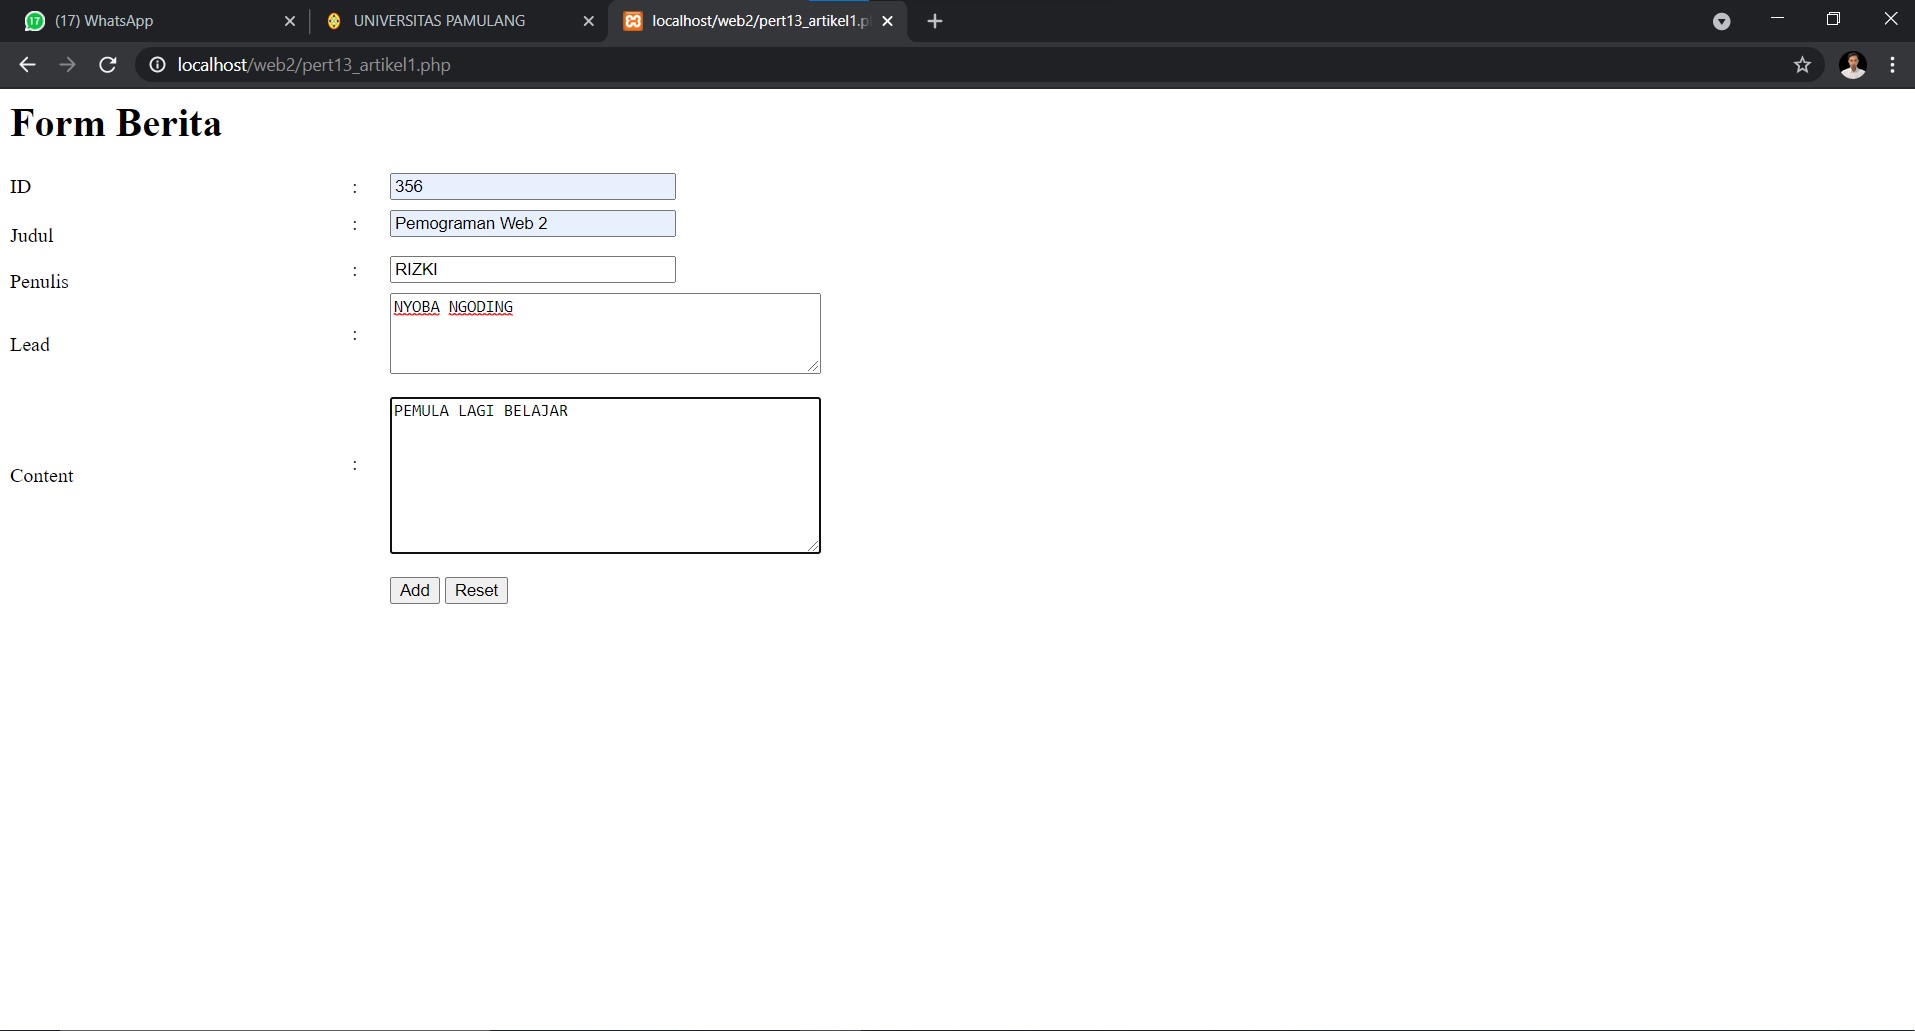 17 (17) WhatsApp
UNIVERSITAS PAMULANG
localhost/web2/pert13_artikel1.p
localhost/web2/pert13_artikel1.php
Form Berita
ID : 356
Judul : Pemograman Web 2
Penulis : RIZKI
Lead : NYOBA NGODING
Content : PEMULA LAGI BELAJAR
Add Reset